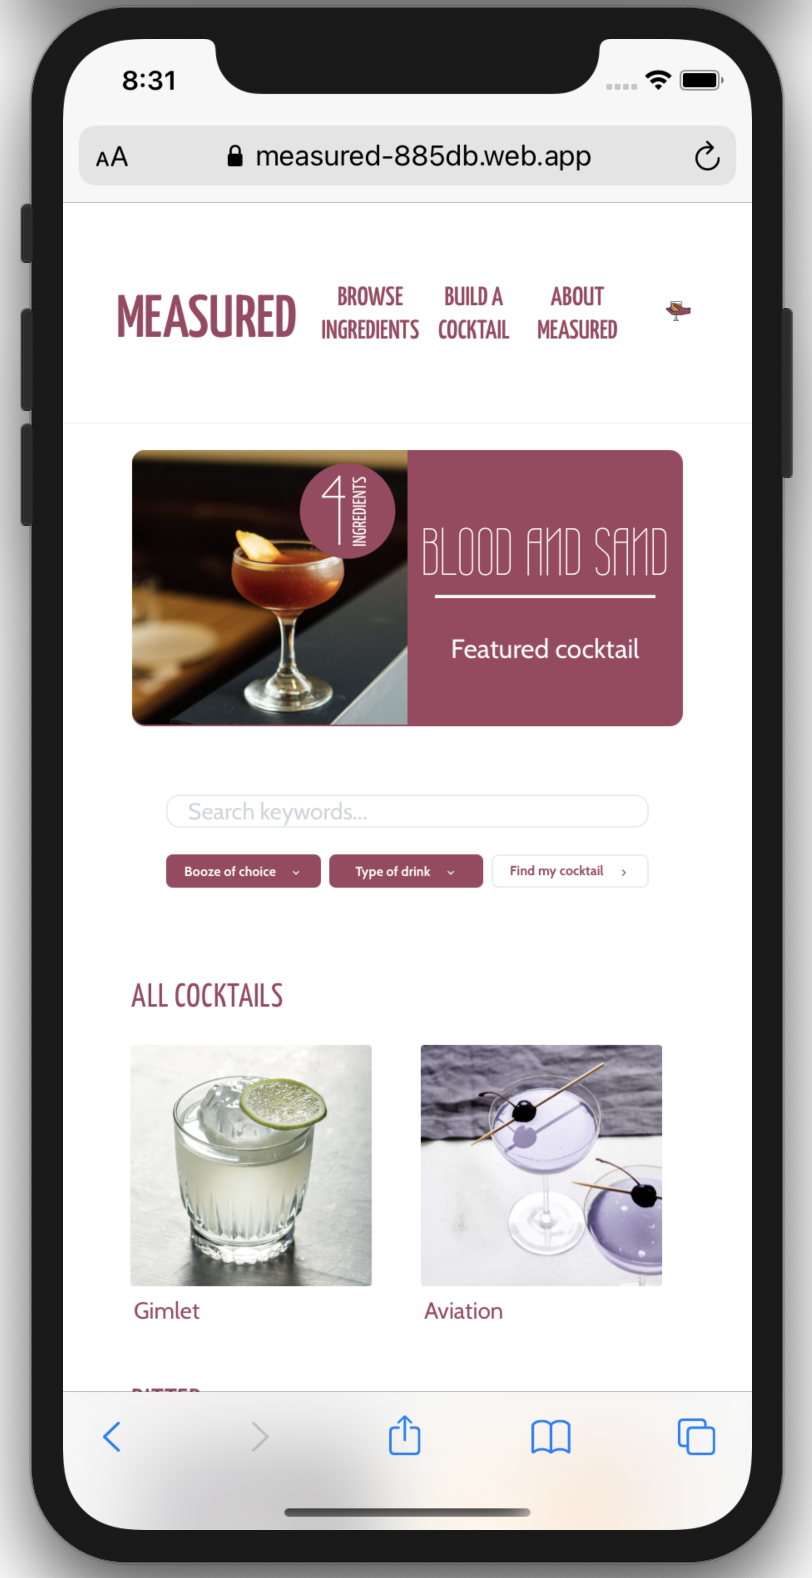 8:31
AA measured-885db.web.app
MEASURED
BROWSE INGREDIENTS
BUILD A COCKTAIL
ABOUT MEASURED
4 INGREDIENTS
BLOOD AND SAND
Featured cocktail
Search keywords...
Booze of choice
Type of drink
Find my cocktail
ALL COCKTAILS
Gimlet
Aviation